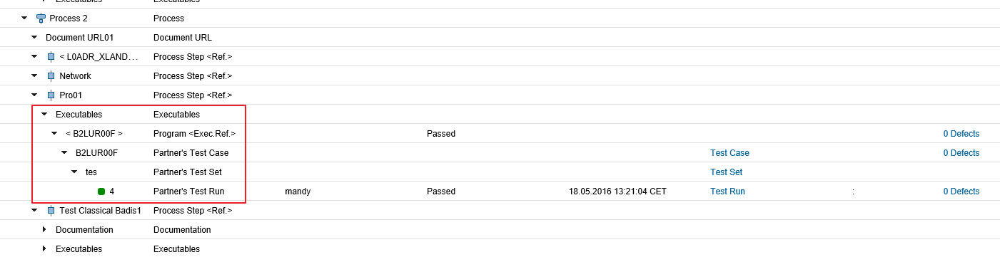 Executables Executables
Process 2 Process
Document URL01 Document URL
< L0ADR_XLAND... Process Step <Ref.>
Network Process Step <Ref.>
Pro01 Process Step <Ref.>
Executables Executables
< B2LUR00F > Program <Exec.Ref.> Passed 0 Defects
B2LUR00F Partner's Test Case Test Case 0 Defects
tes Partner's Test Set Test Set
4 Partner's Test Run mandy Passed 18.05.2016 13:21:04 CET Test Run : 0 Defects
Test Classical Badis1 Process Step <Ref.>
Documentation Documentation
Executables Executables